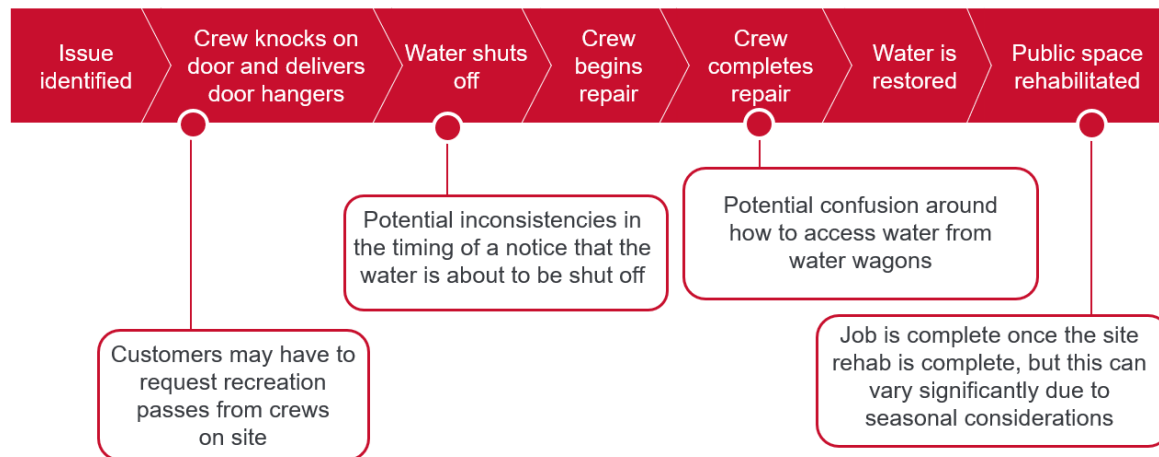 Issue
identified
Crew knocks on
door and delivers
door hangers
Water shuts
off
Crew
begins
repair
Crew
completes
repair
Water is
restored
Public space
rehabilitated
Customers may have to
request recreation
passes from crews
on site
Potential inconsistencies in
the timing of a notice that the
water is about to be shut off
Potential confusion around
how to access water from
water wagons
Job is complete once the site
rehab is complete, but this can
vary significantly due to
seasonal considerations